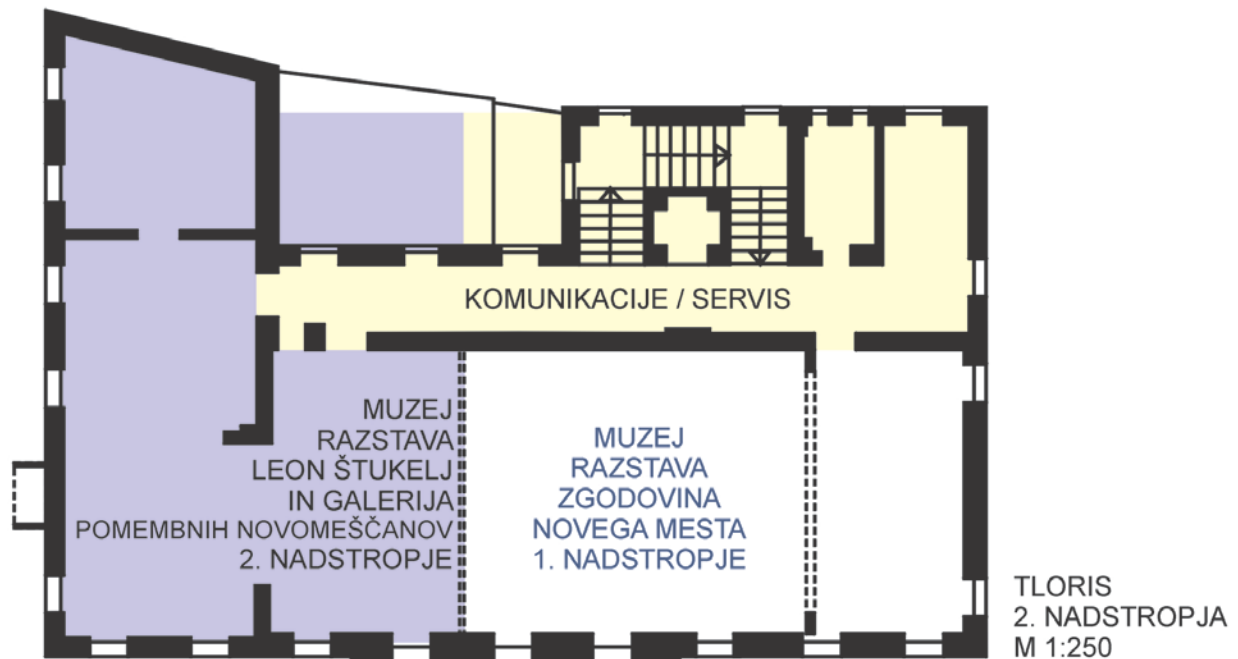 KOMUNIKACIJE / SERVIS
MUZEJ
RAZSTAVA
LEON ŠTUKELJ
IN GALERIJA
POMEMBNIH NOVOMEŠČANOV
2. NADSTROPJE
MUZEJ
RAZSTAVA
ZGODOVINA
NOVEGA MESTA
1. NADSTROPJE
TLORIS
2. NADSTROPJA
M 1:250